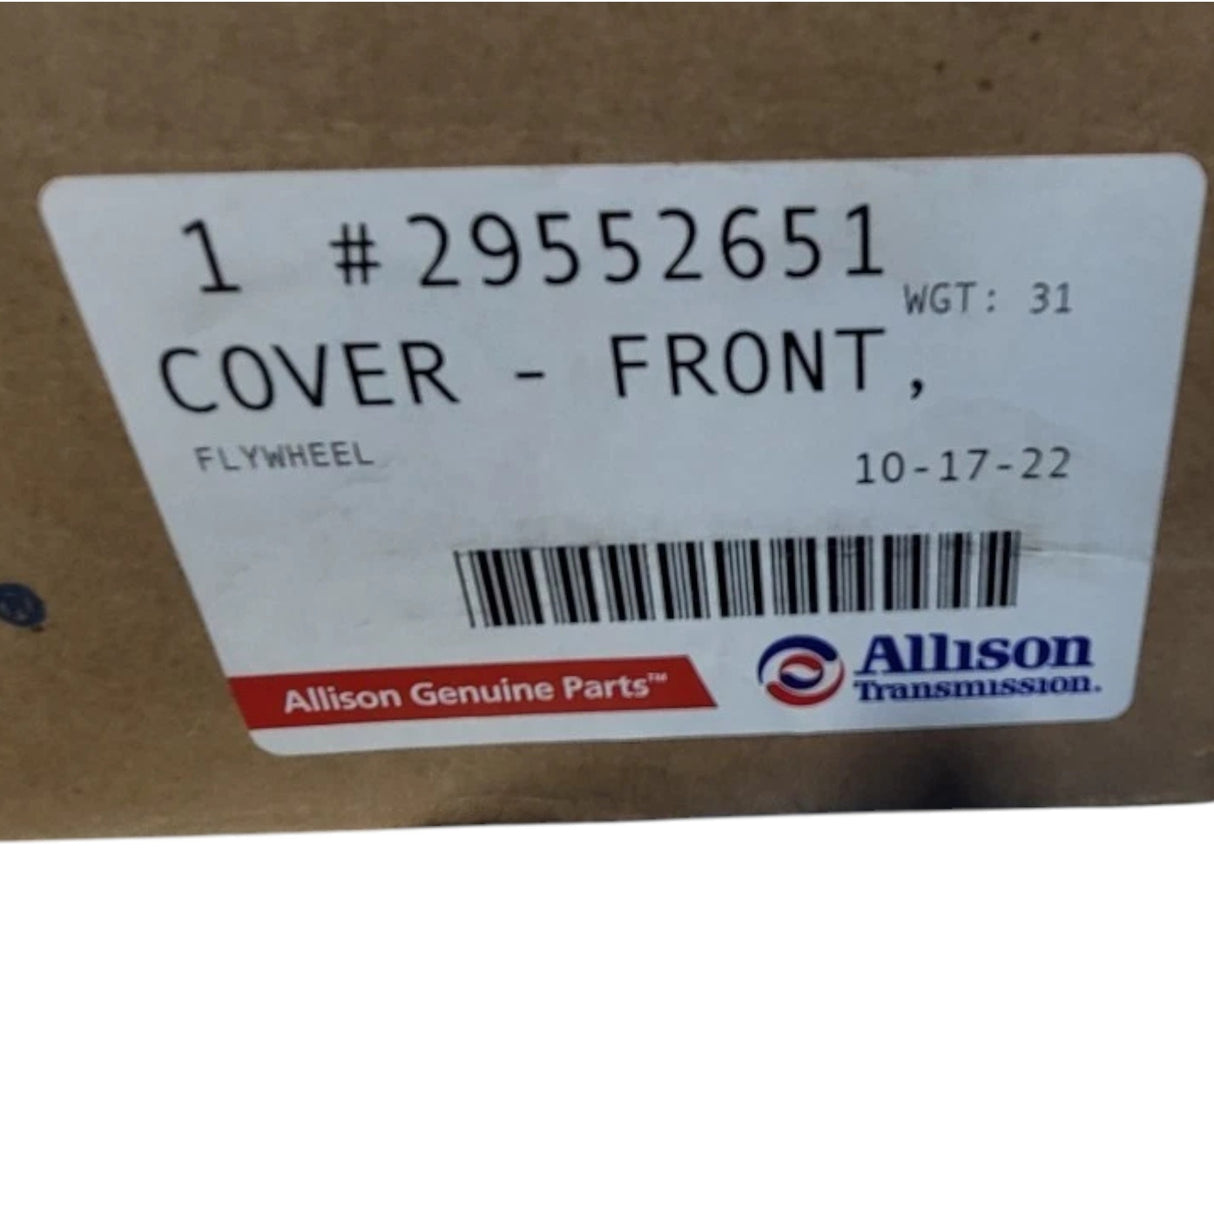 1 #29552651
WGT: 31
COVER - FRONT,
FLYWHEEL
10-17-22
Allison Genuine Parts™
Allison
Transmission.